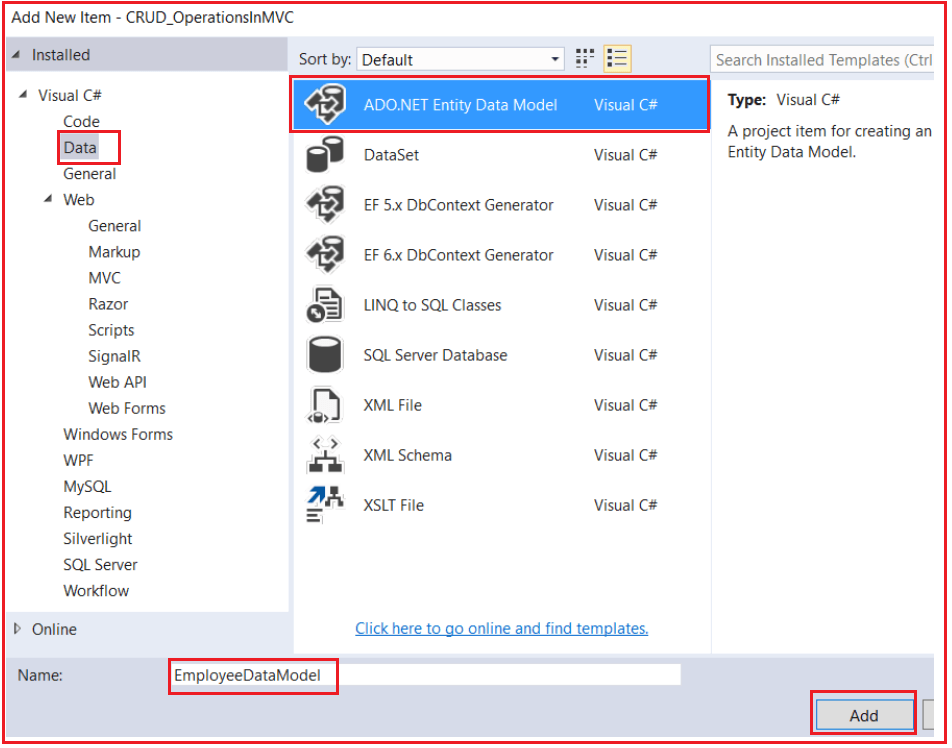 Add New Item - CRUD_OperationsInMVC
Installed
Visual C#
Code
Data
General
Web
General
Markup
MVC
Razor
Scripts
SignalR
Web API
Web Forms
Windows Forms
WPF
MySQL
Reporting
Silverlight
SQL Server
Workflow
Online
Sort by: Default
ADO.NET Entity Data Model Visual C#
DataSet Visual C#
EF 5.x DbContext Generator Visual C#
EF 6.x DbContext Generator Visual C#
LINQ to SQL Classes Visual C#
SQL Server Database Visual C#
XML File Visual C#
XML Schema Visual C#
XSLT File Visual C#
Click here to go online and find templates.
Search Installed Templates (Ctrl
Type: Visual C#
A project item for creating an
Entity Data Model.
Name: EmployeeDataModel
Add